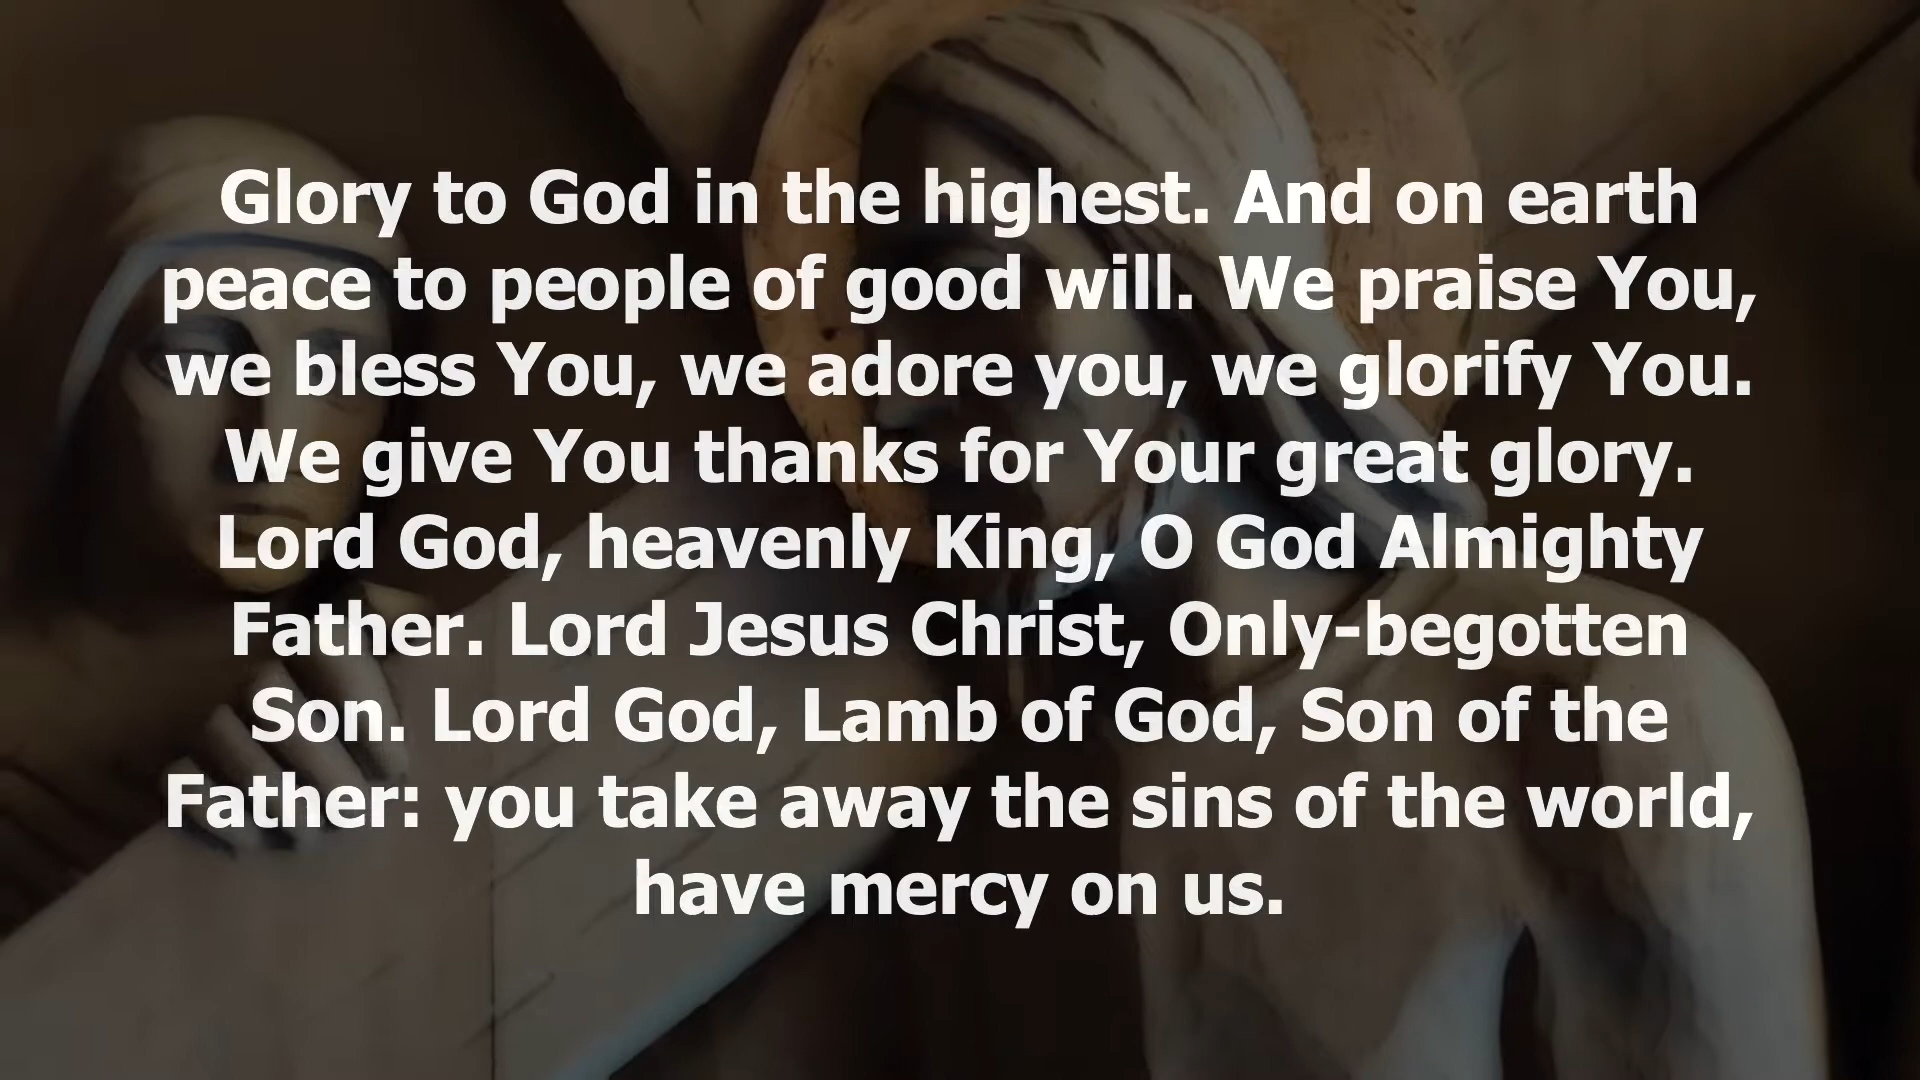 Glory to God in the highest. And on earth
peace to people of good will. We praise You,
we bless You, we adore you, we glorify You.
We give You thanks for Your great glory.
Lord God, heavenly King, O God Almighty
Father. Lord Jesus Christ, Only-begotten
Son. Lord God, Lamb of God, Son of the
Father: you take away the sins of the world,
have mercy on us.